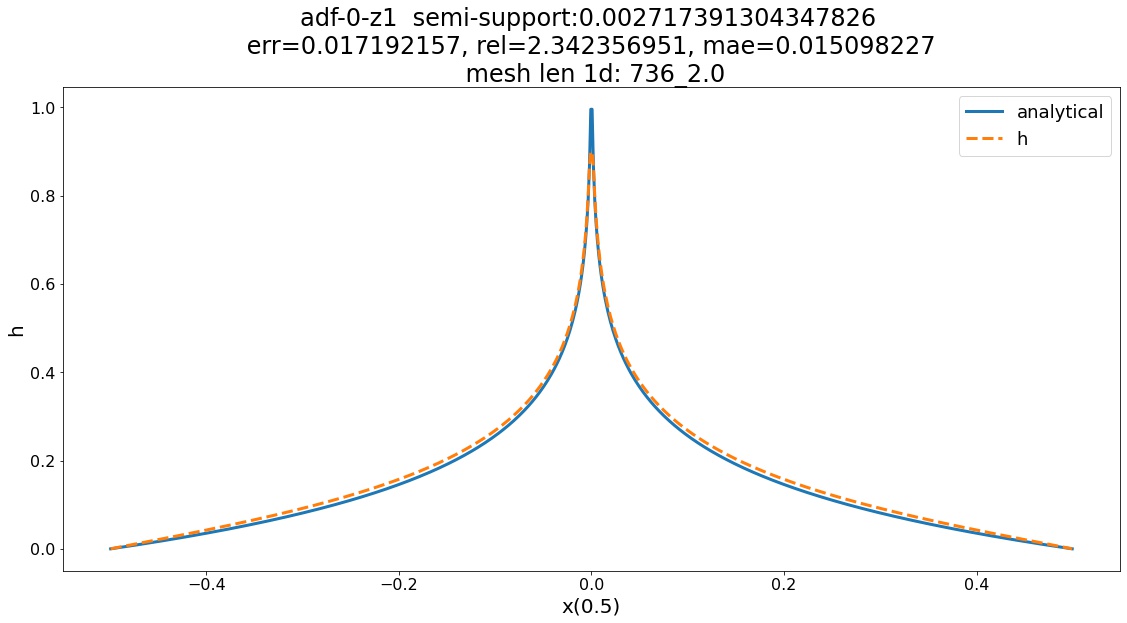 adf-0-z1  semi-support:0.002717391304347826
err=0.017192157, rel=2.342356951, mae=0.015098227
mesh len 1d: 736_2.0
analytical
h
1.0
0.8
0.6
0.4
0.2
0.0
h
−0.4
−0.2
0.0
0.2
0.4
x(0.5)